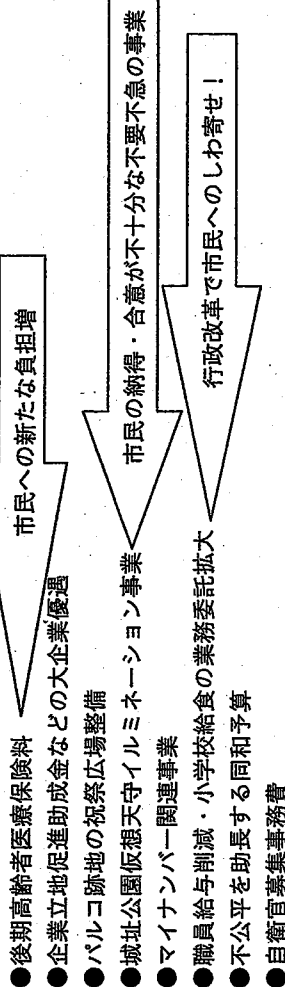 ●後期高齢者医療保険料
市民への新たな負担増
●企業立地促進助成金などの大企業優遇
●パルコ跡地の祝祭広場整備
●城址公園仮想天守イルミネーション事業
市民の納得・合意が不十分な不要不急の事業
●マイナンバー関連事業
●職員給与削減・小学校給食の業務委託拡大
行政改革で市民へのしわ寄せ！
●不公平を助長する同和予算
●自衛官募集事務費